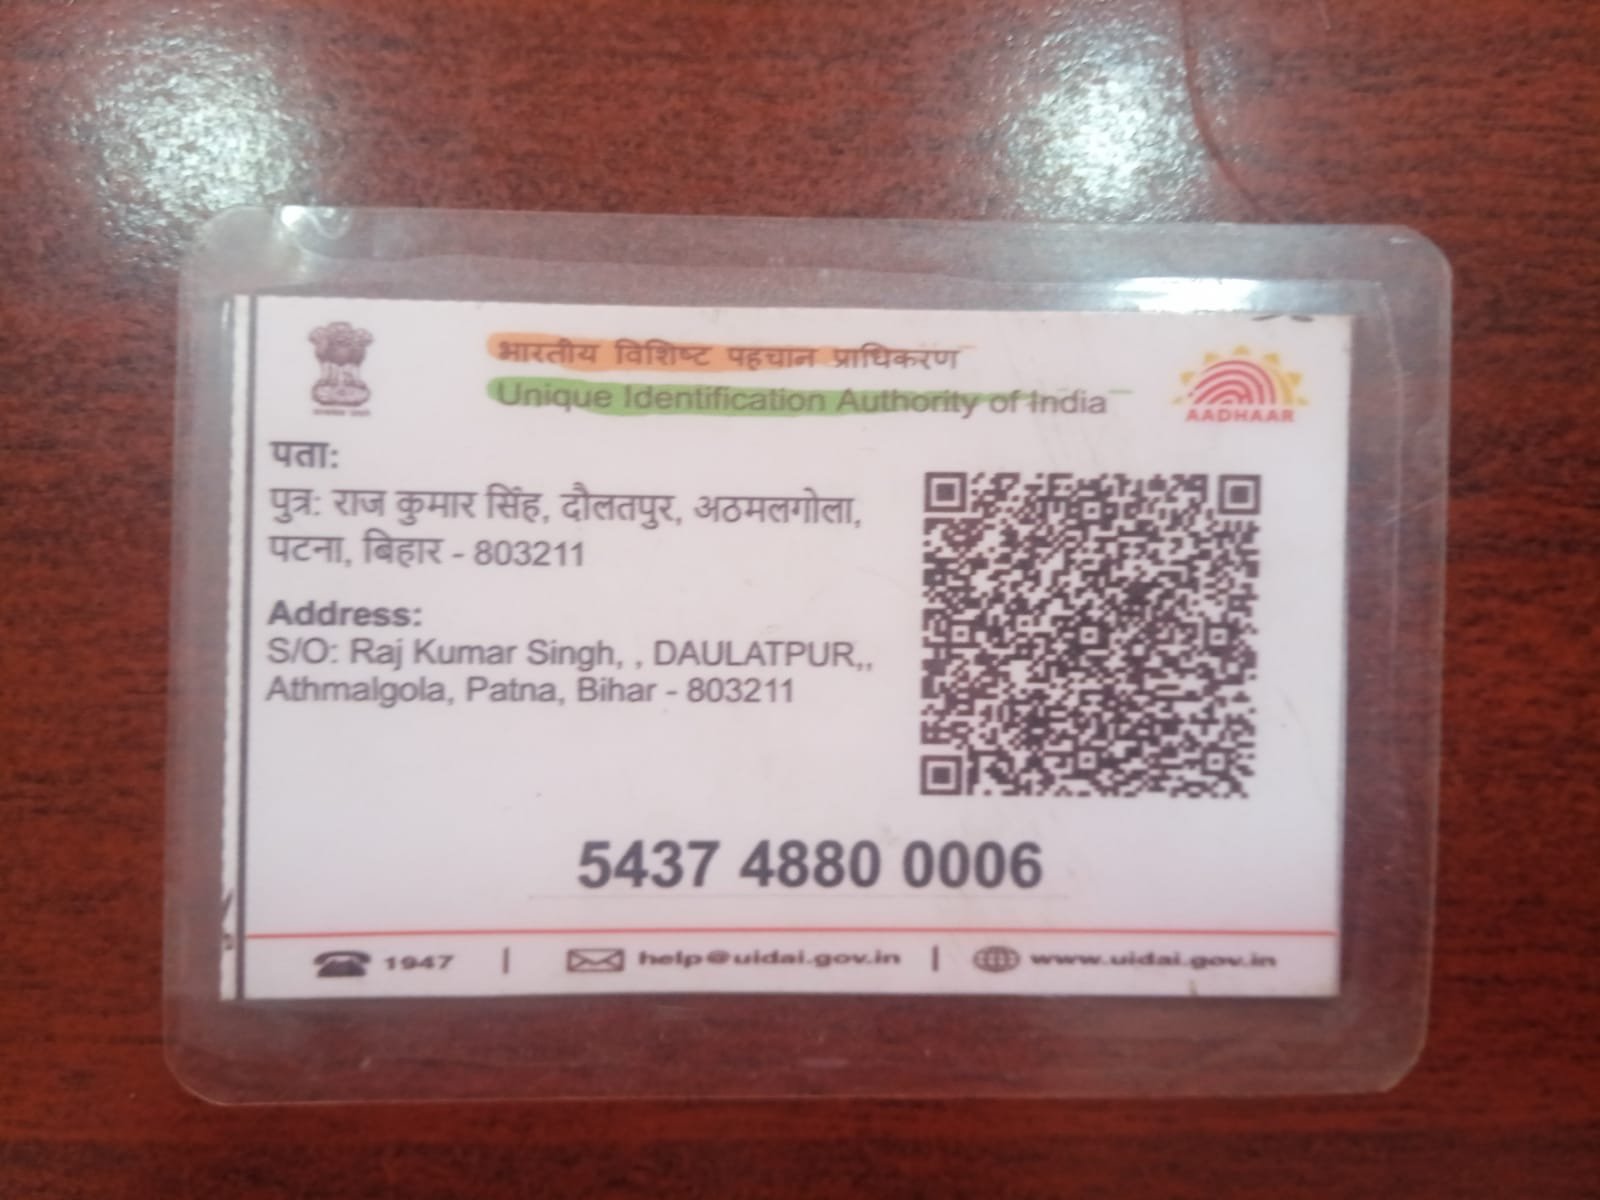 भारतीय विशिष्ट पहचान प्राधिकरण
Unique Identification Authority of India
AADHAAR
पता:
पुत्र: राज कुमार सिंह, दौलतपुर, अठमलगोला,
पटना, बिहार - 803211
Address:
S/O: Raj Kumar Singh, , DAULATPUR,,
Athmalgola, Patna, Bihar - 803211
5437 4880 0006
1947 | help@uidai.gov.in | www.uidai.gov.in